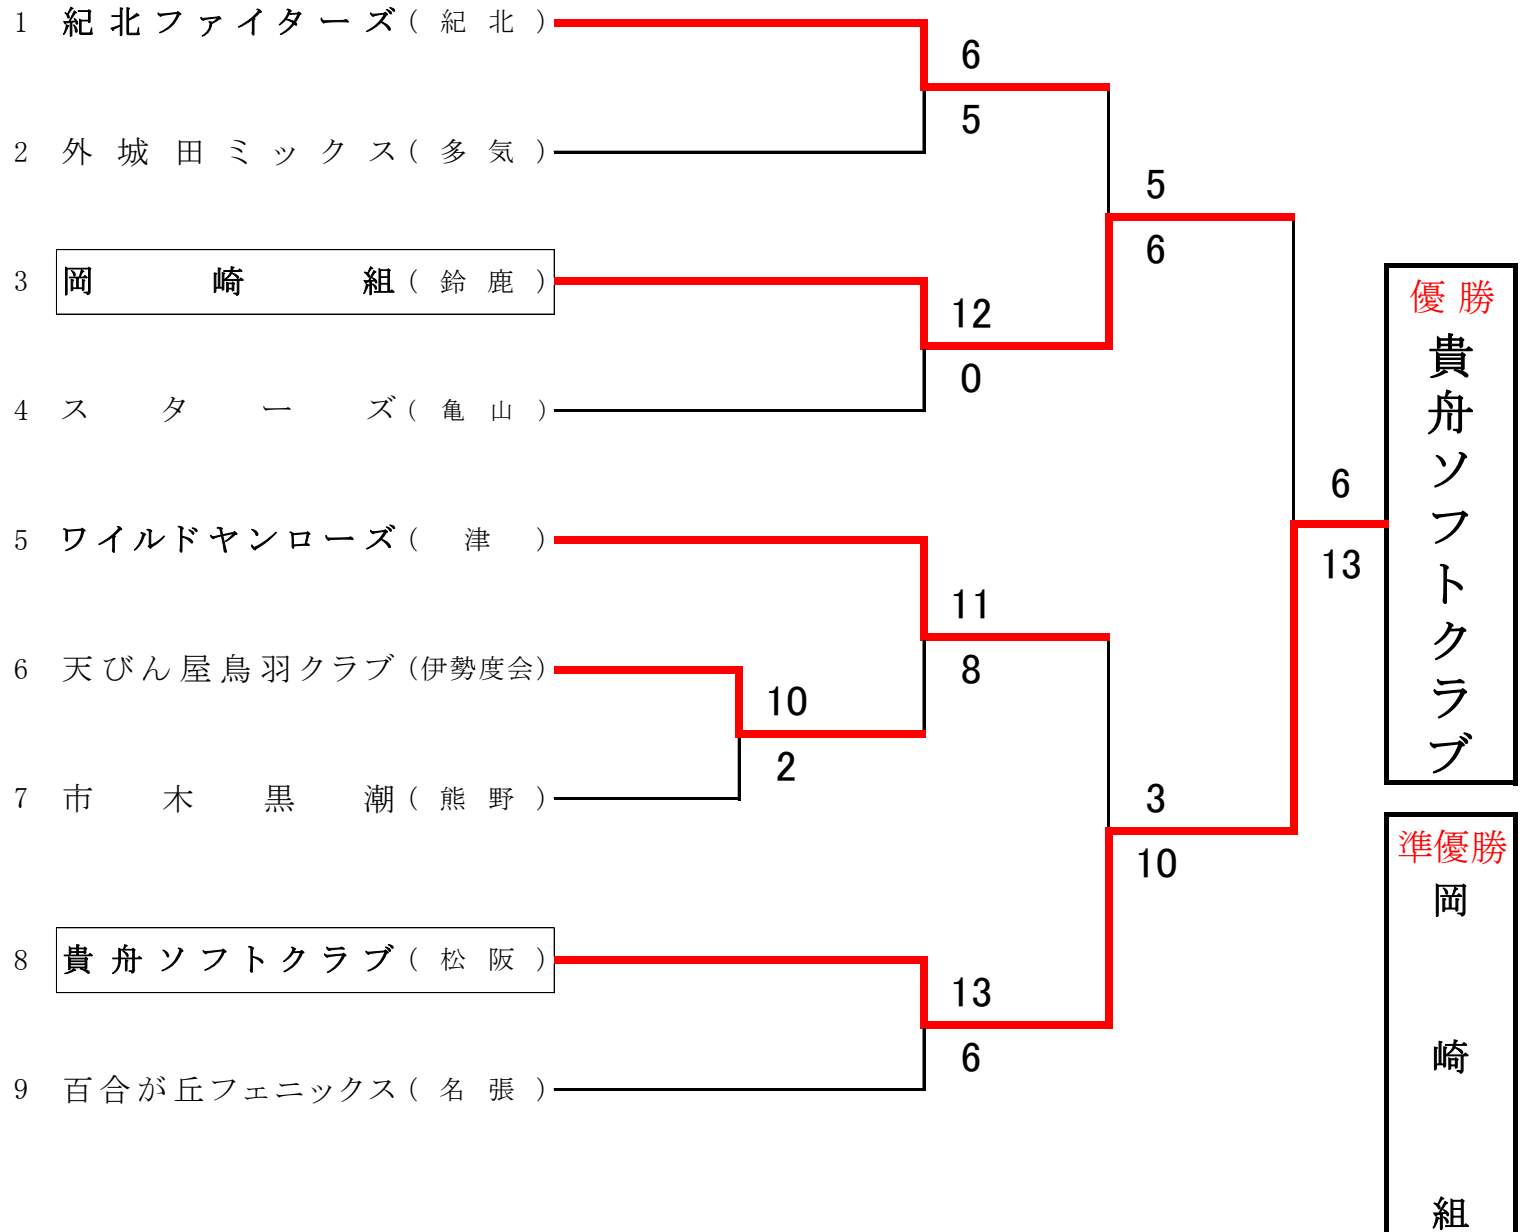 1 紀北ファイターズ(紀北)
6
5
2 外城田ミックス(多気)
5
6
3 岡崎組(鈴鹿)
12
0
4 スターズ(亀山)
6
13
5 ワイルドヤンローズ(津)
11
8
6 天びん屋鳥羽クラブ(伊勢度会)
10
2
7 市木黒潮(熊野)
3
10
8 貴舟ソフトクラブ(松阪)
13
6
9 百合が丘フェニックス(名張)
優勝
貴舟ソフトクラブ
準優勝
岡崎組